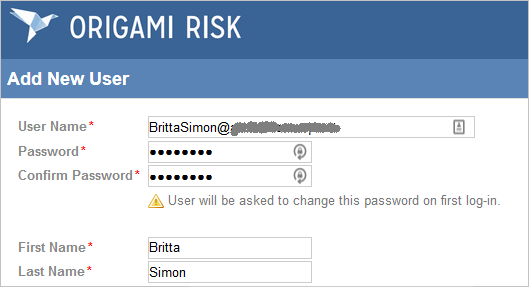 ORIGAMI RISK
Add New User
User Name*
BrittaSimon@
Password*
••••••••
Confirm Password*
••••••••
User will be asked to change this password on first log-in.
First Name*
Britta
Last Name*
Simon